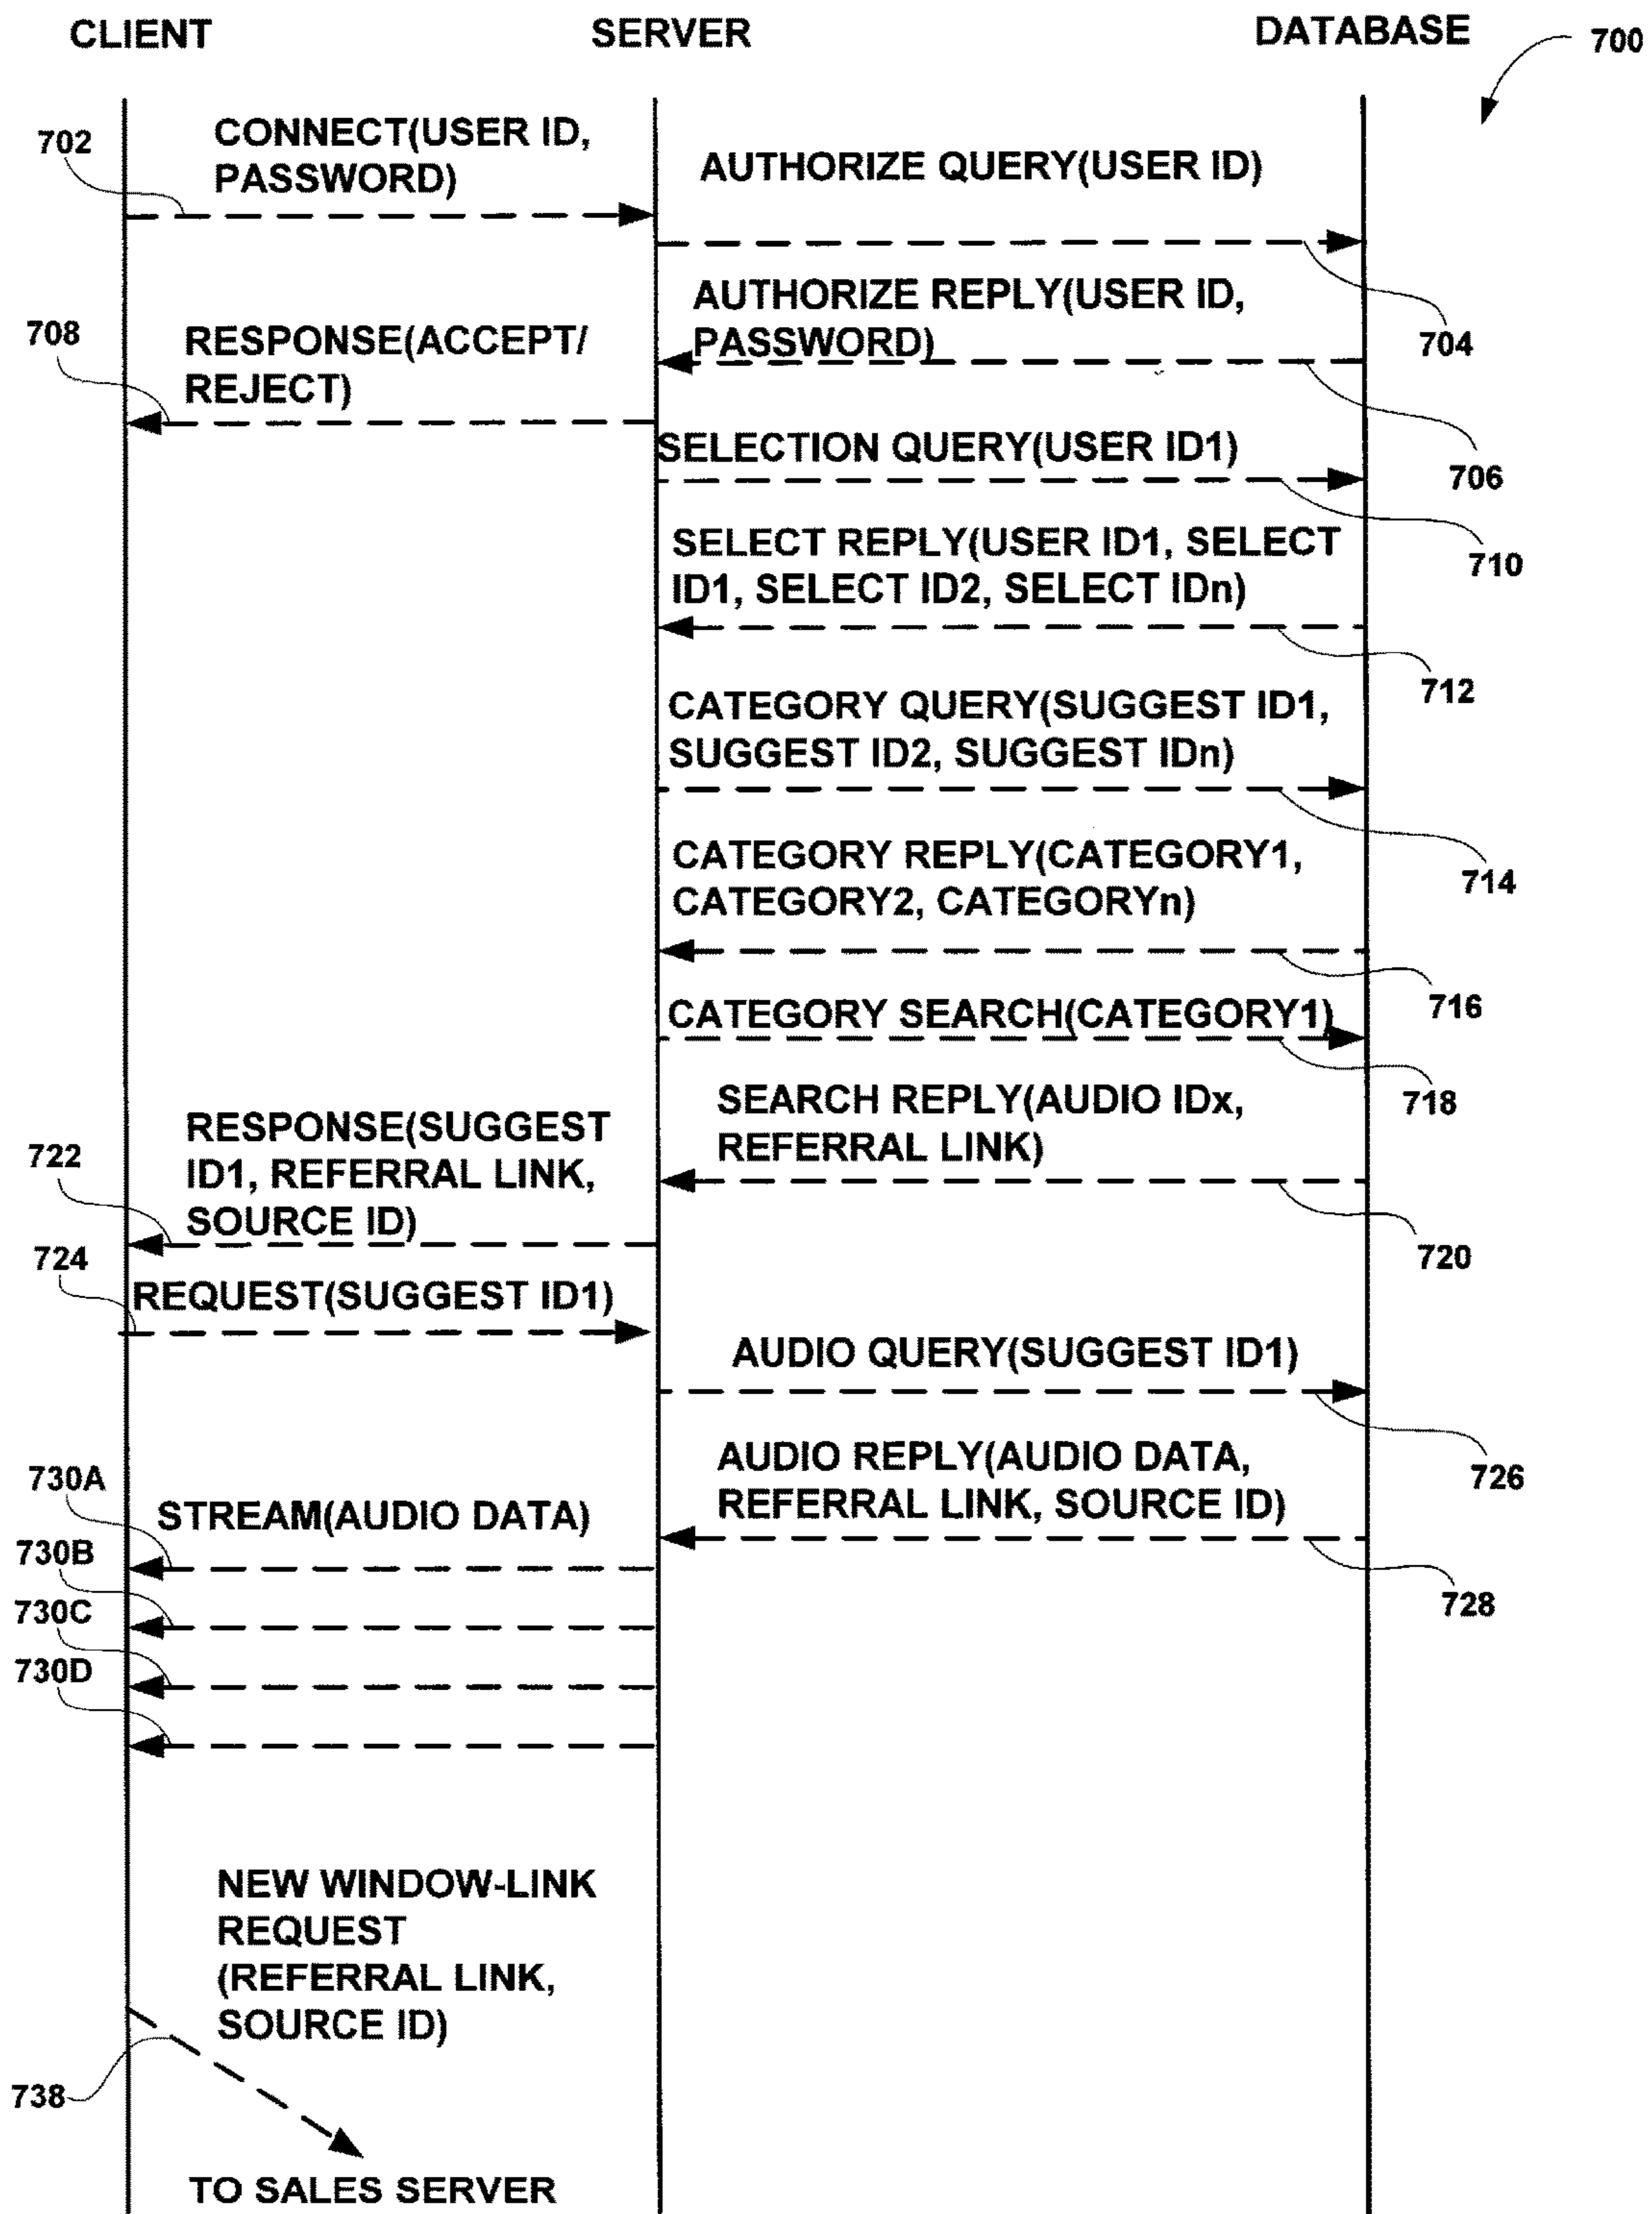 CLIENT
SERVER
DATABASE
700
702
CONNECT(USER ID,
PASSWORD)
AUTHORIZE QUERY(USER ID)
704
AUTHORIZE REPLY(USER ID,
PASSWORD)
706
708
RESPONSE(ACCEPT/
REJECT)
SELECTION QUERY(USER ID1)
710
SELECT REPLY(USER ID1, SELECT
ID1, SELECT ID2, SELECT IDn)
712
CATEGORY QUERY(SUGGEST ID1,
SUGGEST ID2, SUGGEST IDn)
714
CATEGORY REPLY(CATEGORY1,
CATEGORY2, CATEGORYn)
716
CATEGORY SEARCH(CATEGORY1)
718
SEARCH REPLY(AUDIO IDx,
REFERRAL LINK)
720
722
RESPONSE(SUGGEST
ID1, REFERRAL LINK,
SOURCE ID)
724
REQUEST(SUGGEST ID1)
AUDIO QUERY(SUGGEST ID1)
726
AUDIO REPLY(AUDIO DATA,
REFERRAL LINK, SOURCE ID)
728
730A
STREAM(AUDIO DATA)
730B
730C
730D
NEW WINDOW-LINK
REQUEST
(REFERRAL LINK,
SOURCE ID)
738
TO SALES SERVER